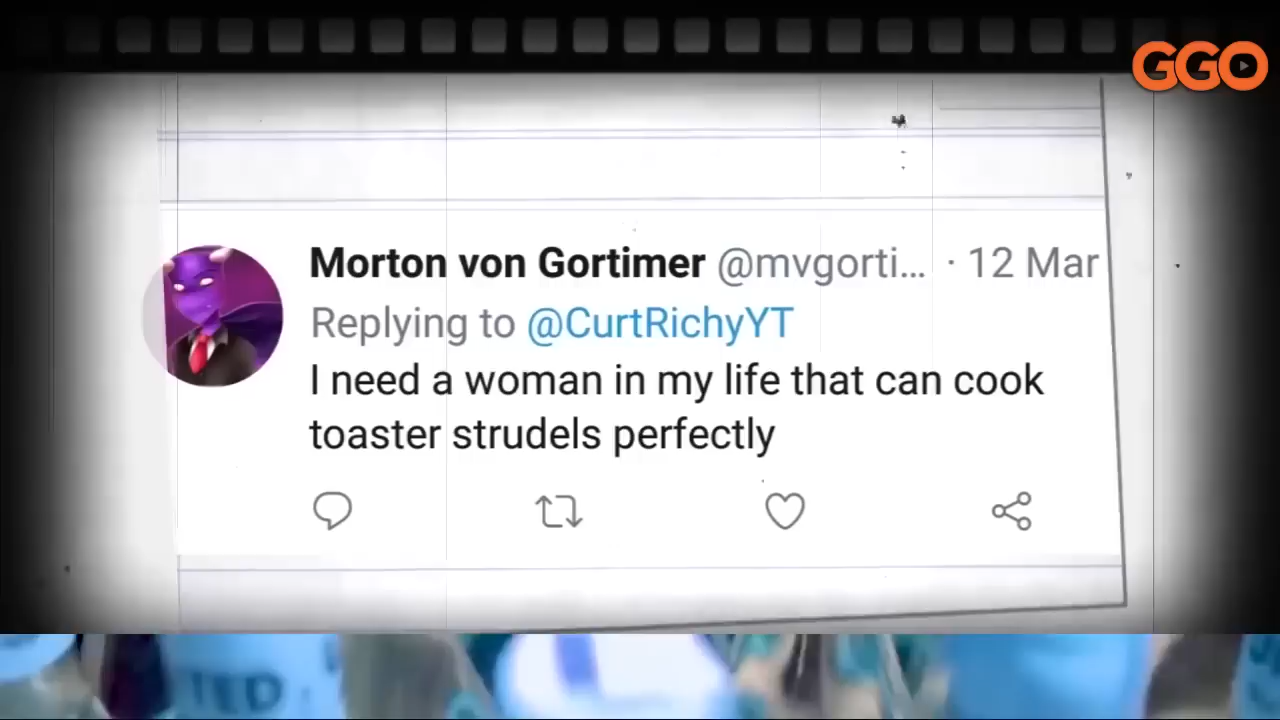 GGO
Morton von Gortimer @mvgorti... · 12 Mar
Replying to @CurtRichyYT
I need a woman in my life that can cook
toaster strudels perfectly
TED